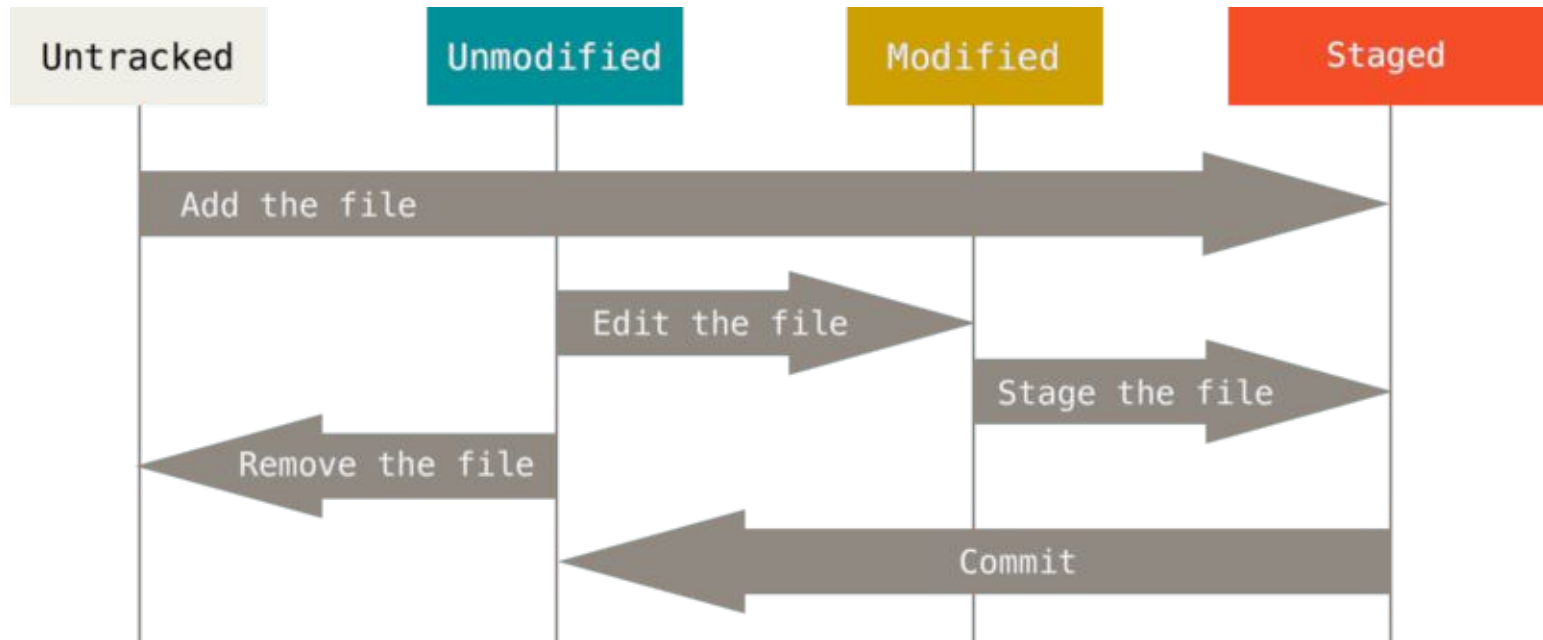 Untracked
Unmodified
Modified
Staged
Add the file
Edit the file
Stage the file
Remove the file
Commit